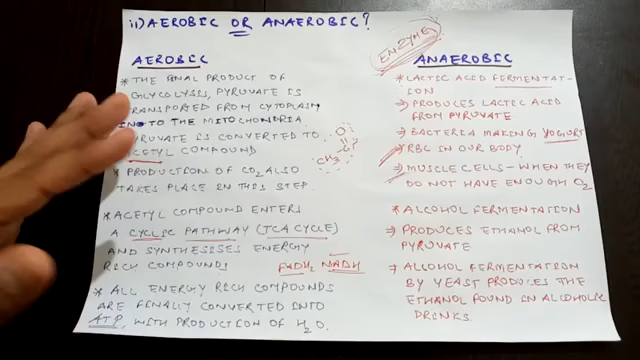 ii) AEROBIC OR ANAEROBIC?
AEROBIC
* THE FINAL PRODUCT OF
GLYCOLYSIS, PYRUVATE IS
TRANSPORTED FROM CYTOPLASM
INTO THE MITOCHONDRIA
PYRUVATE IS CONVERTED TO
ACETYL COMPOUND
* PRODUCTION OF CO2 ALSO
TAKES PLACE IN THIS STEP.
* ACETYL COMPOUND ENTERS
A CYCLIC PATHWAY (TCA CYCLE)
AND SYNTHESISES ENERGY
RICH COMPOUNDS
FADH2 NADH
* ALL ENERGY RICH COMPOUNDS
ARE FINALLY CONVERTED INTO
ATP, WITH PRODUCTION OF H2O.
O
C
CH3
ENZYME
ANAEROBIC
* LACTIC ACID FERMENTAT-
ION
→ PRODUCES LACTIC ACID
FROM PYRUVATE
→ BACTERIA MAKING YOGURT
→ RBC IN OUR BODY
→ MUSCLE CELLS - WHEN THEY
DO NOT HAVE ENOUGH O2
* ALCOHOL FERMENTATION
→ PRODUCES ETHANOL FROM
PYRUVATE
→ ALCOHOL FERMENTATION
BY YEAST PRODUCES THE
ETHANOL FOUND IN ALCOHOLIC
DRINKS.